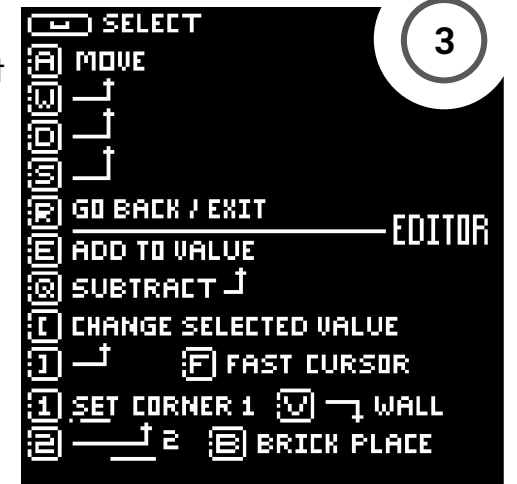 SELECT
3
A MOVE
W
D
S
R GO BACK / EXIT
EDITOR
E ADD TO VALUE
Q SUBTRACT
[ CHANGE SELECTED VALUE
] F FAST CURSOR
1 SET CORNER 1 V WALL
2 2 B BRICK PLACE